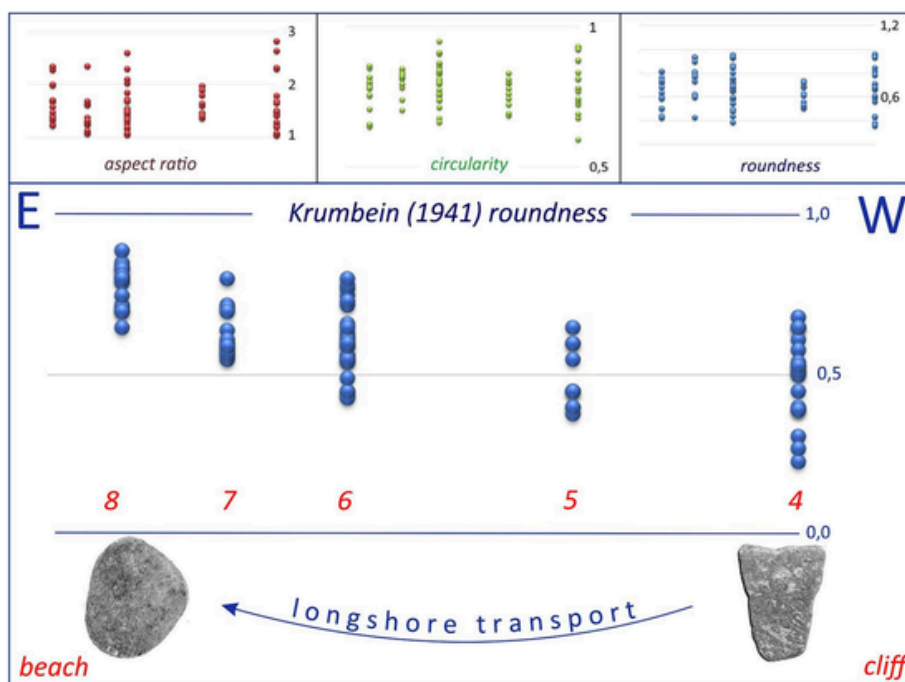 3
2
1
aspect ratio
1
0,5
circularity
1,2
0,6
roundness
E
Krumbein (1941) roundness
1,0
W
0,5
8
7
6
5
4
0,0
longshore transport
beach
cliff